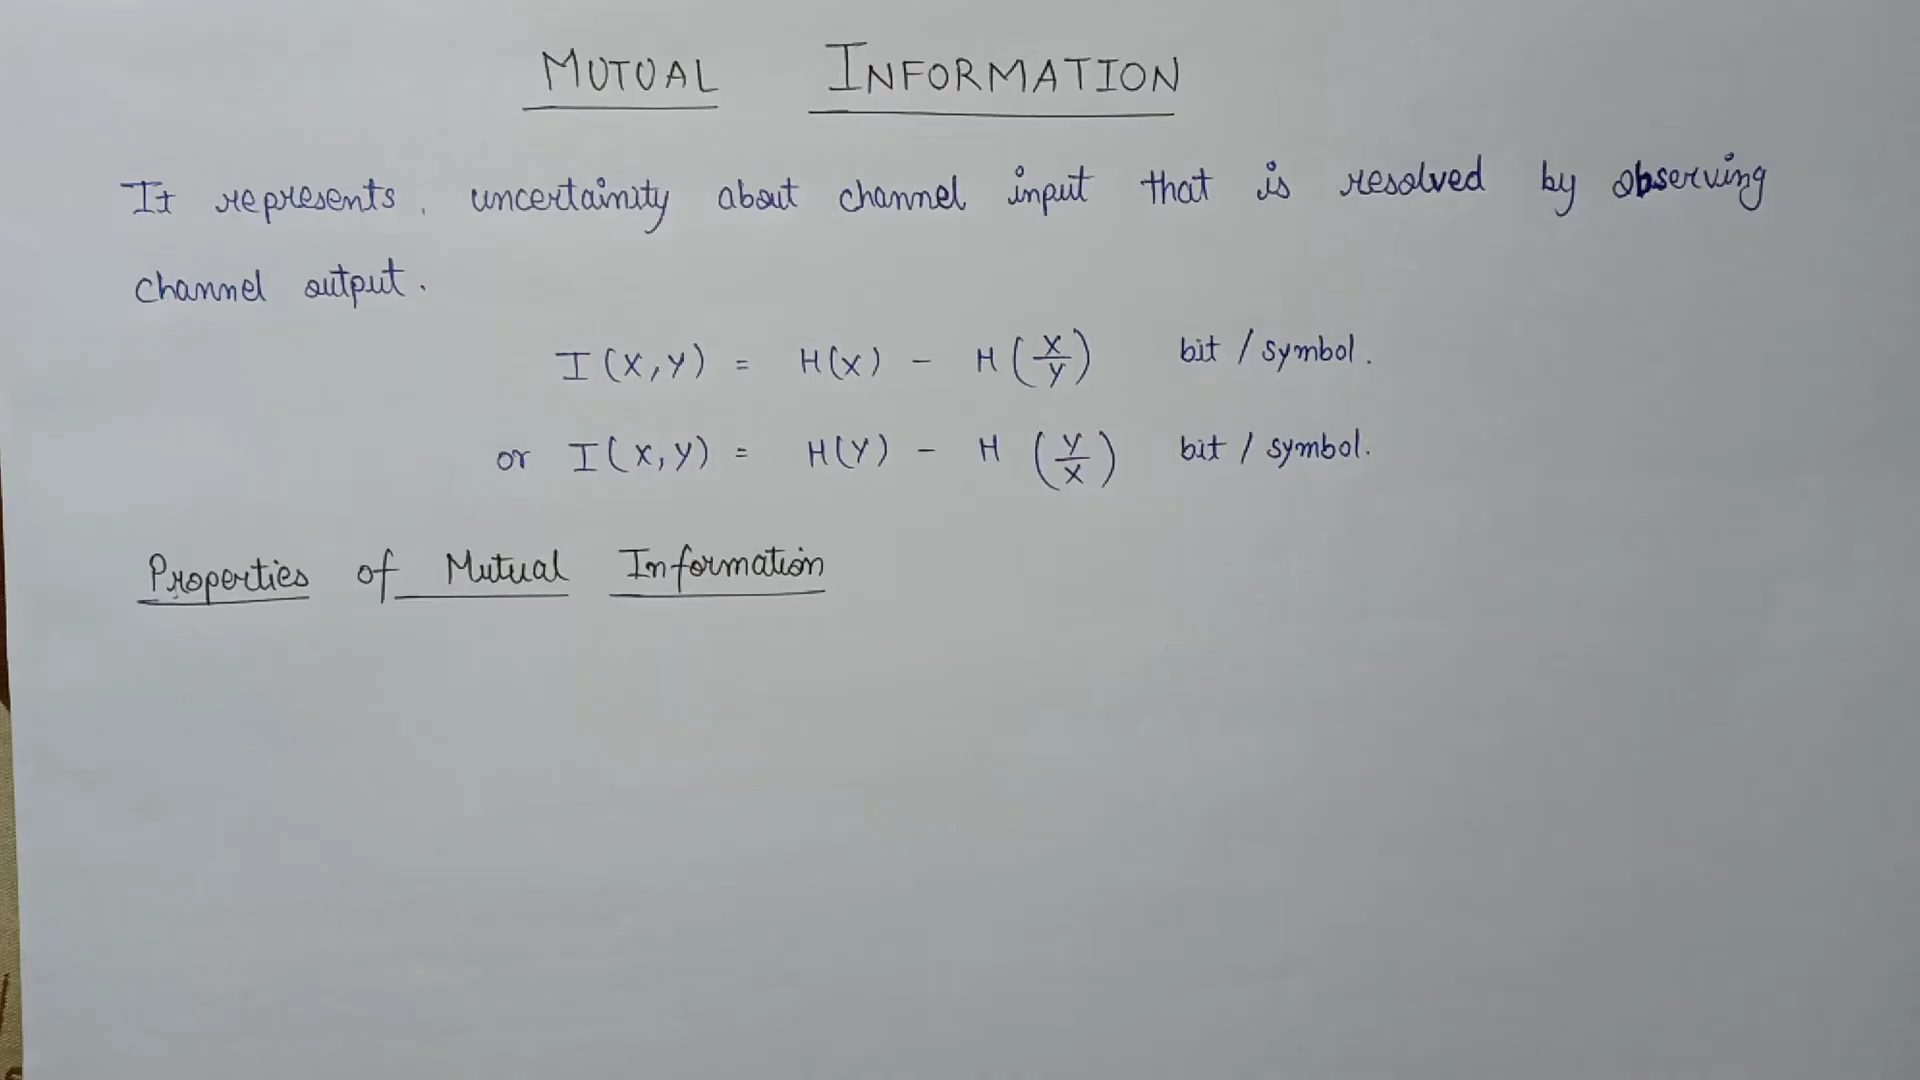 MUTUAL INFORMATION
It represents, uncertainity about channel input that is resolved by observing
channel output.
I(X,Y) = H(X) - H(X/Y) bit / symbol.
or I(X,Y) = H(Y) - H (Y/X) bit / symbol.
Properties of Mutual Information